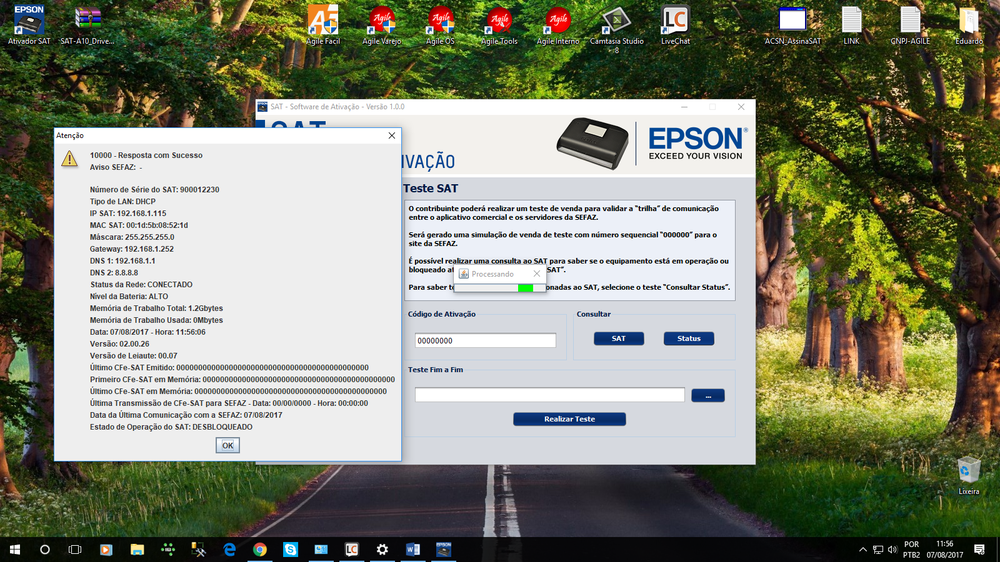 EPSON
Ativador SAT
SAT-A10_Drive...
Agile Facil
Agile
Agile Varejo
Agile
Agile OS
Agile
Agile Tools
Agile
Agile Interno
Camtasia Studio
8
LC
LiveChat
ACSN_AssinaSAT
LINK
CNPJ-AGILE
Eduardo
SAT - Software de Ativação - Versão 1.0.0
EPSON®
EXCEED YOUR VISION
Atenção
10000 - Resposta com Sucesso
Aviso SEFAZ: -
Número de Série do SAT: 900012230
Tipo de LAN: DHCP
IP SAT: 192.168.1.115
MAC SAT: 00:1d:5b:08:52:1d
Máscara: 255.255.255.0
Gateway: 192.168.1.252
DNS 1: 192.168.1.1
DNS 2: 8.8.8.8
Status da Rede: CONECTADO
Nível da Bateria: ALTO
Memória de Trabalho Total: 1.2Gbytes
Memória de Trabalho Usada: 0Mbytes
Data: 07/08/2017 - Hora: 11:56:06
Versão: 02.00.26
Versão de Leiaute: 00.07
Último CFe-SAT Emitido: 00000000000000000000000000000000000000000000
Primeiro CFe-SAT em Memória: 00000000000000000000000000000000000000000000
Último CFe-SAT em Memória: 00000000000000000000000000000000000000000000
Última Transmissão de CFe-SAT para SEFAZ - Data: 00/00/0000 - Hora: 00:00:00
Data da Última Comunicação com a SEFAZ: 07/08/2017
Estado de Operação do SAT: DESBLOQUEADO
OK
SAT
IVAÇÃO
Teste SAT
O contribuinte poderá realizar um teste de venda para validar a “trilha” de comunicação
entre o aplicativo comercial e os servidores da SEFAZ.
Será gerado uma simulação de venda de teste com número sequencial “000000” para o
site da SEFAZ.
É possível realizar uma consulta ao SAT para saber se o equipamento está em operação ou
bloqueado at SAT”.
Para saber to onadas ao SAT, selecione o teste “Consultar Status”.
Processando
Código de Ativação
00000000
Consultar
SAT
Status
Teste Fim a Fim
...
Realizar Teste
Lixeira
LC
POR
PTB2
11:56
07/08/2017